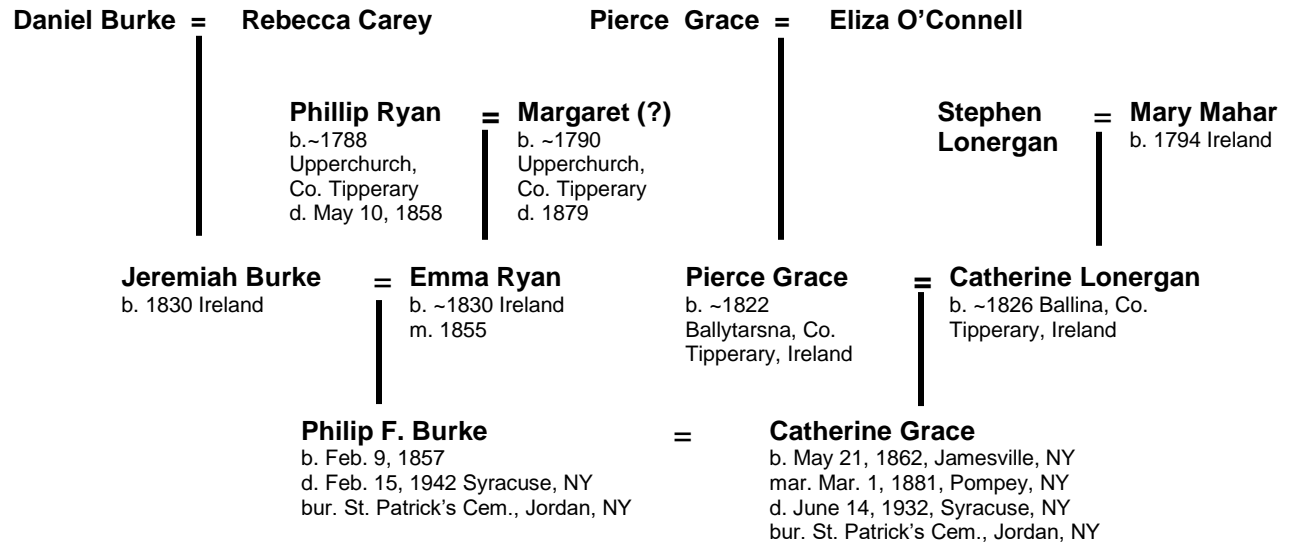 Daniel Burke = Rebecca Carey Pierce Grace = Eliza O’Connell
Phillip Ryan = Margaret (?)
b.~1788
Upperchurch,
Co. Tipperary
d. May 10, 1858
b. ~1790
Upperchurch,
Co. Tipperary
d. 1879
Stephen
Lonergan
= Mary Mahar
b. 1794 Ireland
Jeremiah Burke = Emma Ryan
b. 1830 Ireland
b. ~1830 Ireland
m. 1855
Pierce Grace = Catherine Lonergan
b. ~1822
Ballytarsna, Co.
Tipperary, Ireland
b. ~1826 Ballina, Co.
Tipperary, Ireland
Philip F. Burke = Catherine Grace
b. Feb. 9, 1857
d. Feb. 15, 1942 Syracuse, NY
bur. St. Patrick’s Cem., Jordan, NY
b. May 21, 1862, Jamesville, NY
mar. Mar. 1, 1881, Pompey, NY
d. June 14, 1932, Syracuse, NY
bur. St. Patrick’s Cem., Jordan, NY